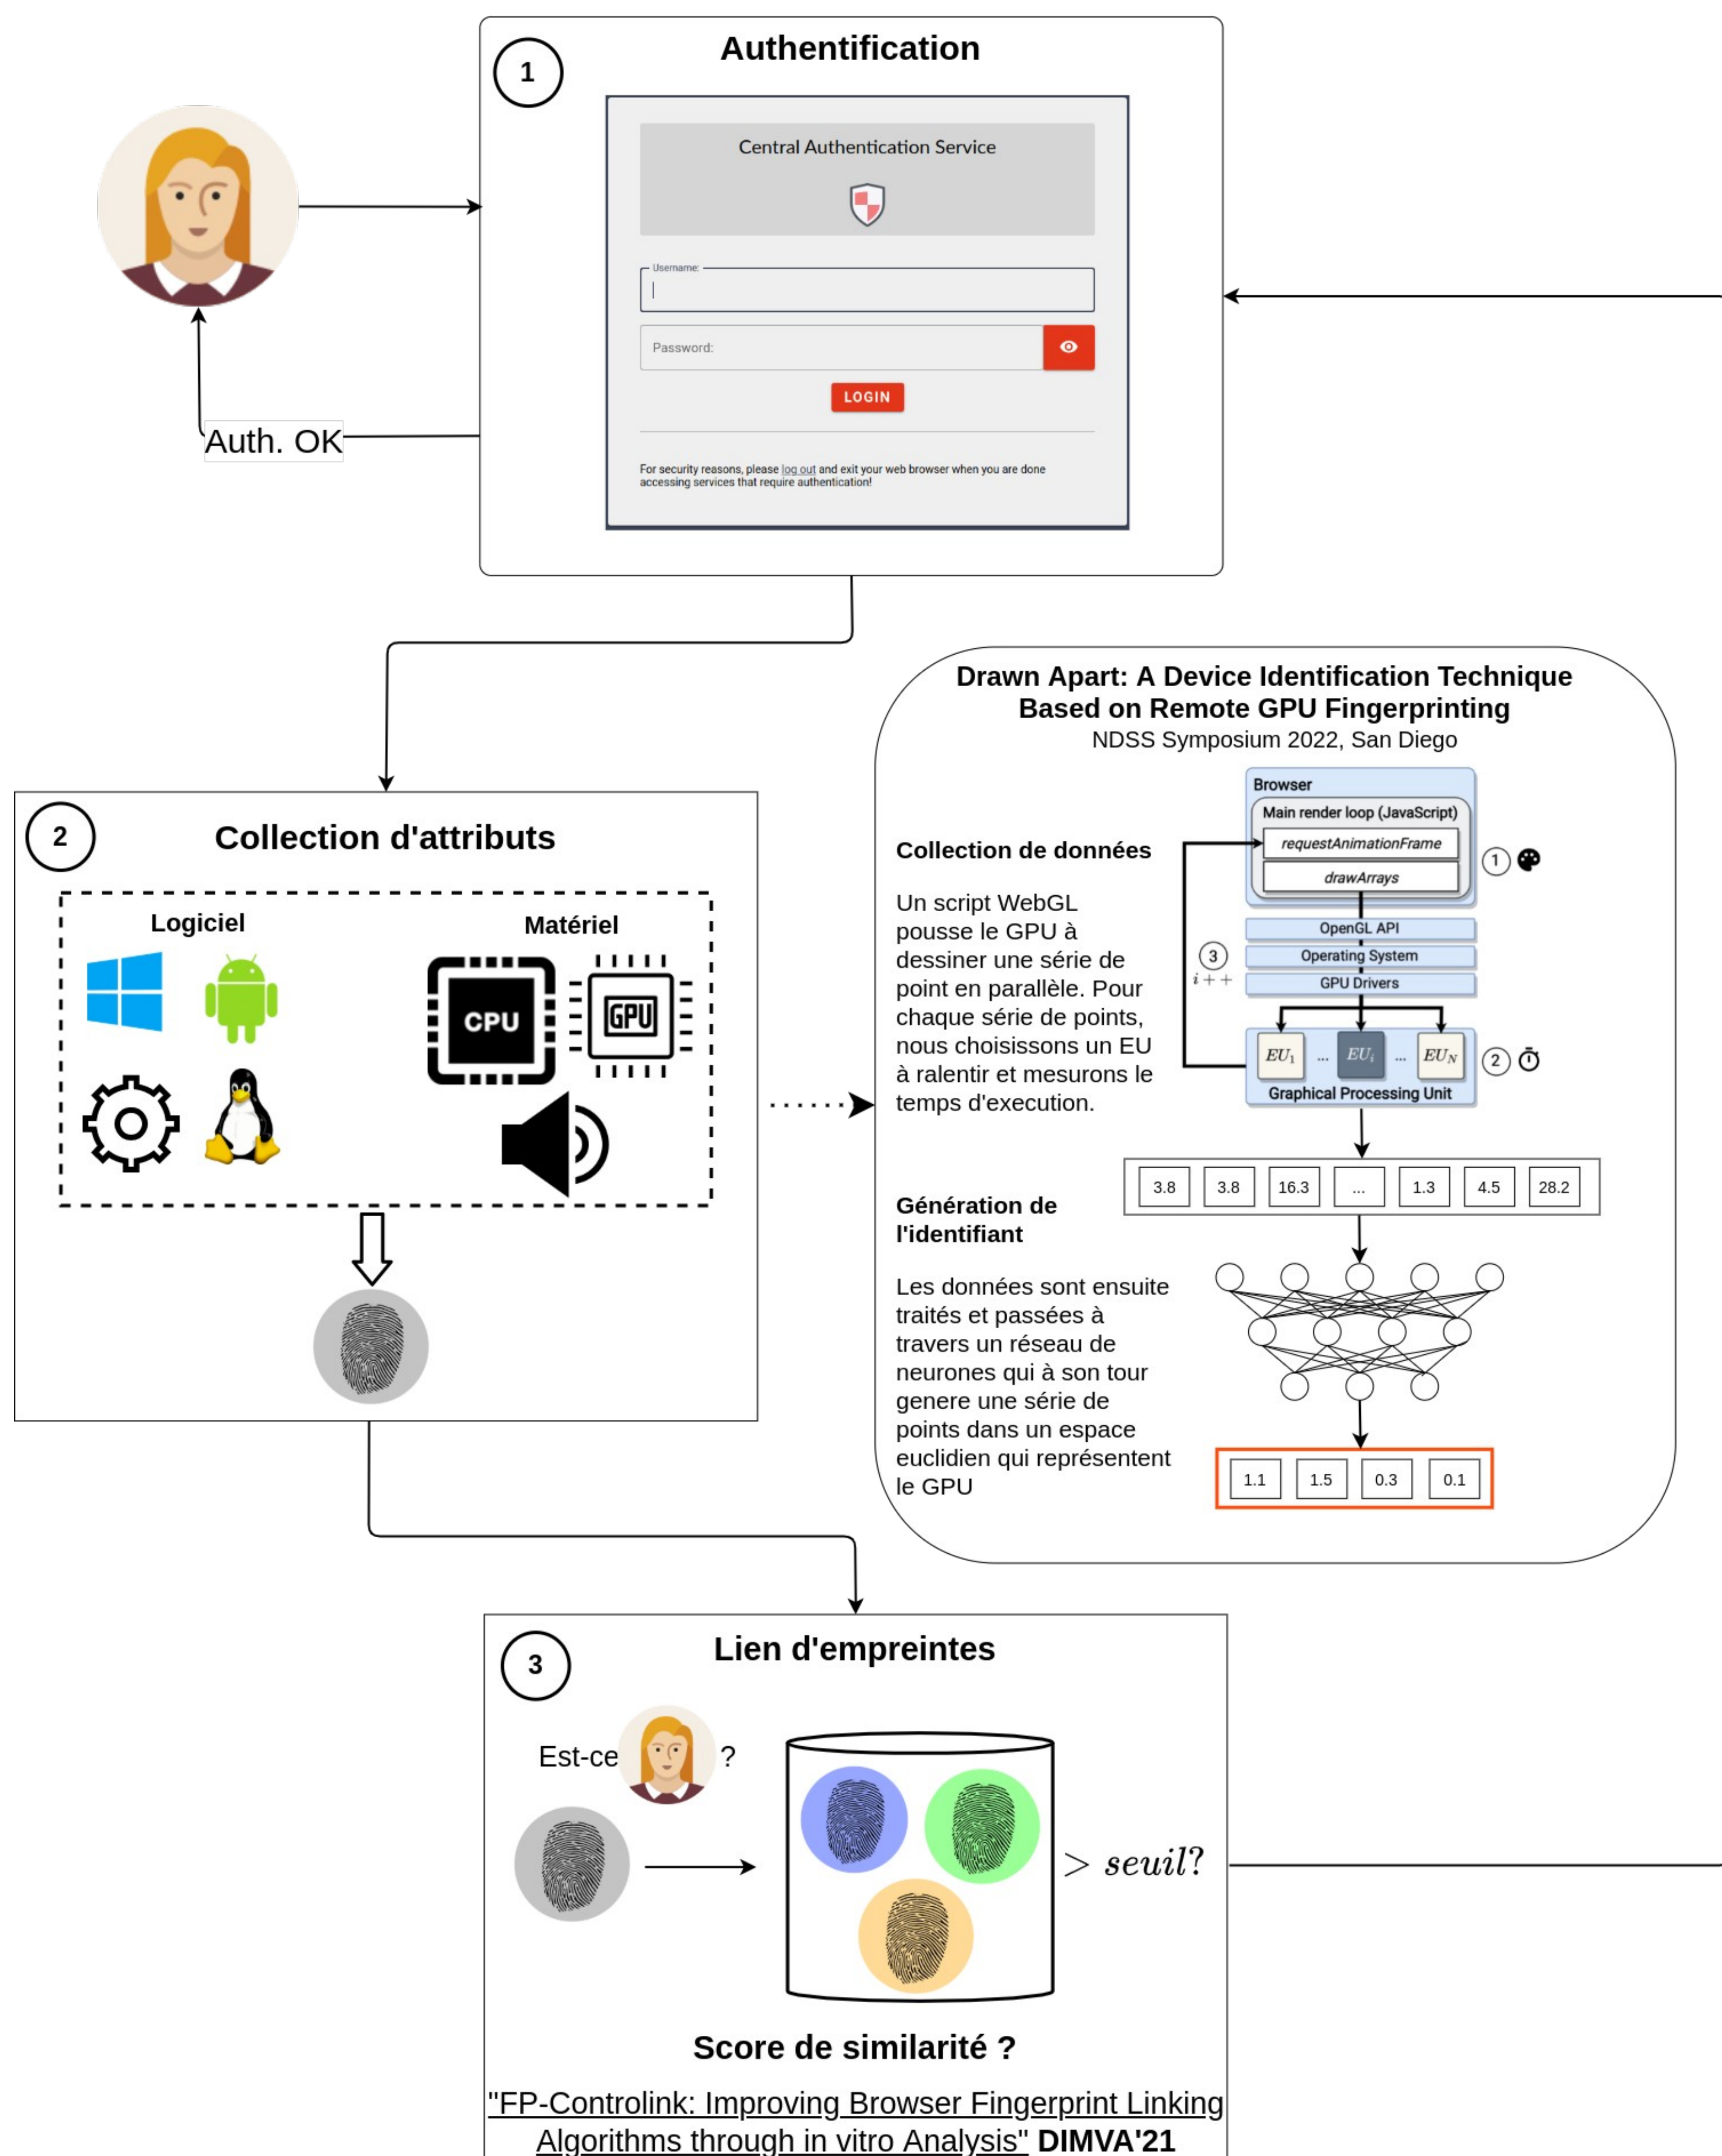 Authentification
1
Central Authentication Service
Username:
Password:
LOGIN
For security reasons, please log out and exit your web browser when you are done
accessing services that require authentication!
Auth. OK
2
Collection d'attributs
Logiciel
Matériel
CPU
GPU
Drawn Apart: A Device Identification Technique
Based on Remote GPU Fingerprinting
NDSS Symposium 2022, San Diego
Collection de données
Un script WebGL
pousse le GPU à
dessiner une série de
point en parallèle. Pour
chaque série de points,
nous choisissons un EU
à ralentir et mesurons le
temps d'execution.
Browser
Main render loop (JavaScript)
requestAnimationFrame
drawArrays
1
OpenGL API
Operating System
GPU Drivers
3
i++
EU1 ... EUi ... EUN
2
Graphical Processing Unit
3.8 3.8 16.3 ... 1.3 4.5 28.2
Génération de
l'identifiant
Les données sont ensuite
traités et passées à
travers un réseau de
neurones qui à son tour
genere une série de
points dans un espace
euclidien qui représentent
le GPU
1.1 1.5 0.3 0.1
3
Lien d'empreintes
Est-ce ?
> seuil?
Score de similarité ?
"FP-Controlink: Improving Browser Fingerprint Linking
Algorithms through in vitro Analysis" DIMVA'21